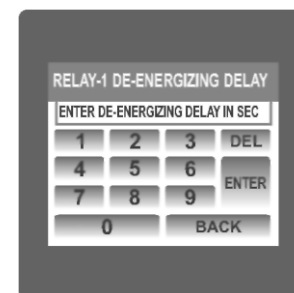 RELAY-1 DE-ENERGIZING DELAY
ENTER DE-ENERGIZING DELAY IN SEC
1 2 3 DEL
4 5 6 ENTER
7 8 9
0 BACK